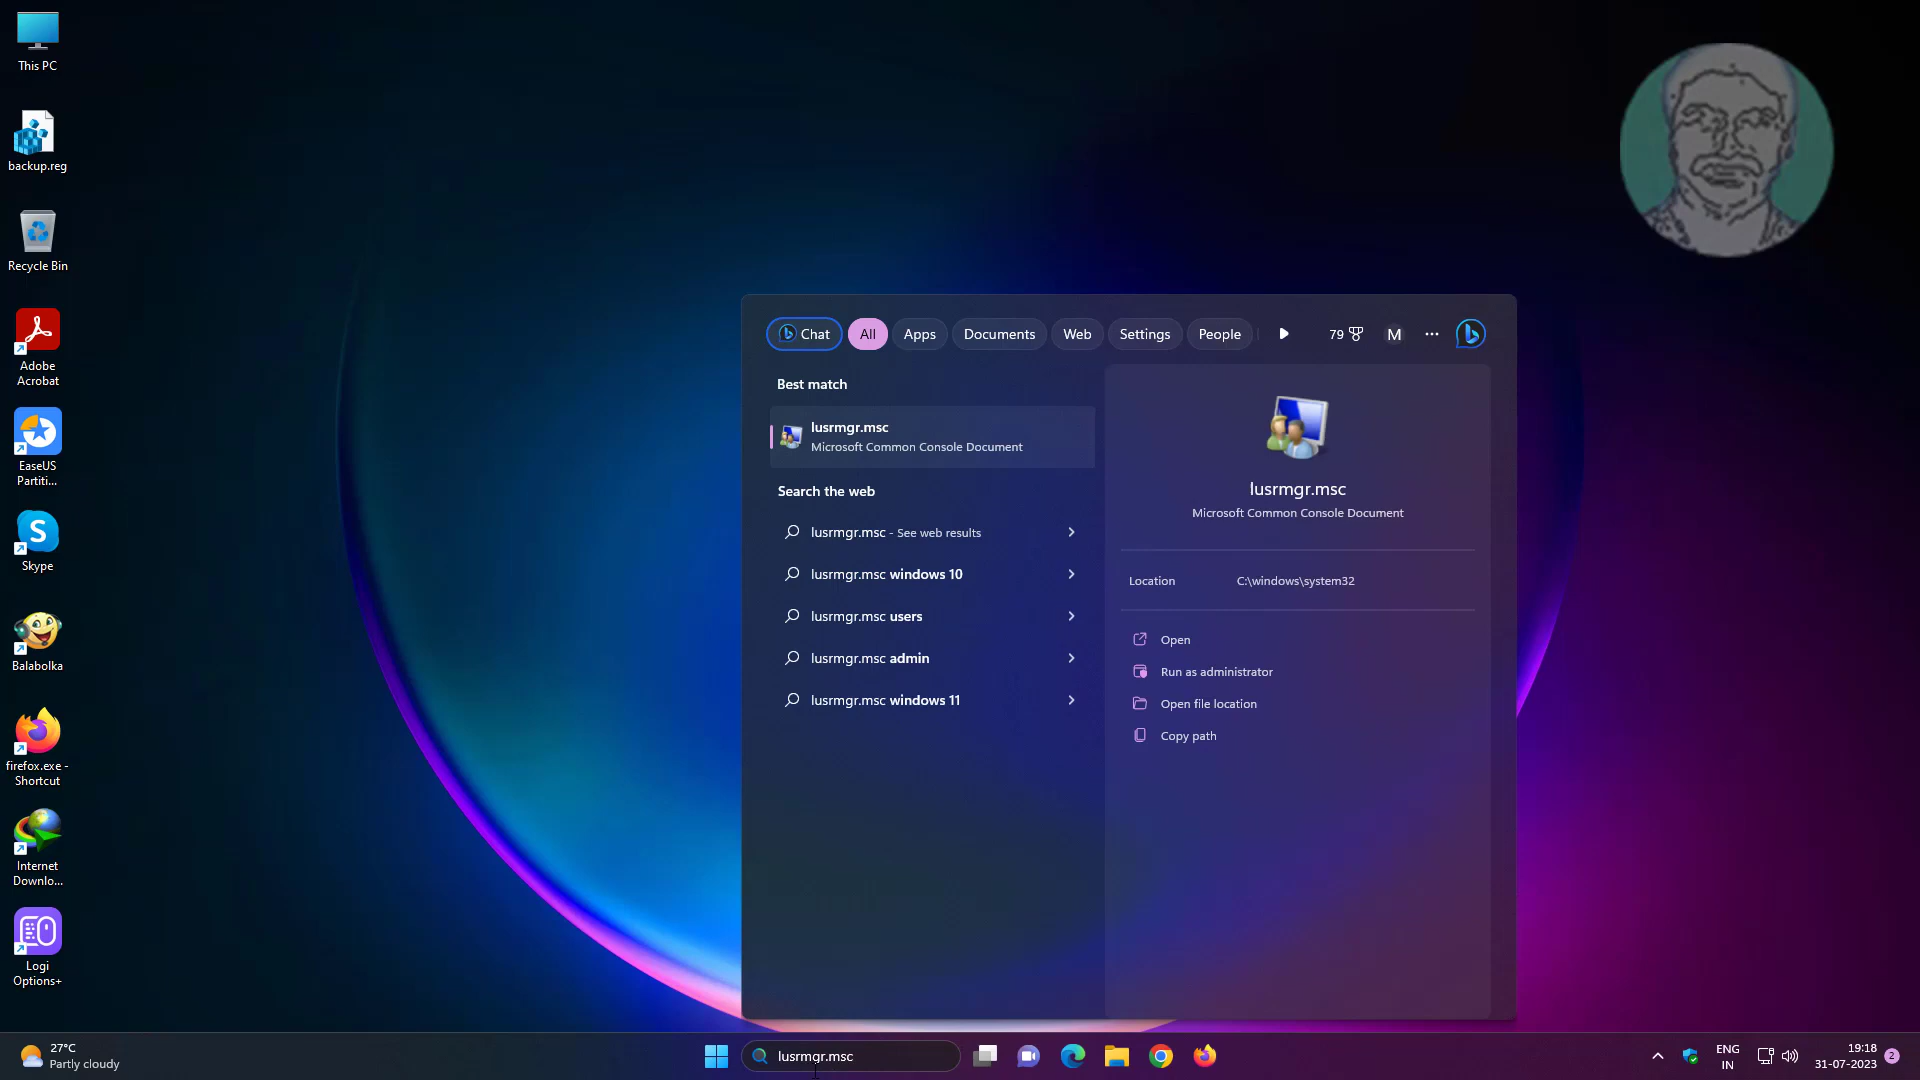 This PC
backup.reg
Recycle Bin
Adobe
Acrobat
EaseUS
Partiti...
Skype
Balabolka
firefox.exe -
Shortcut
Internet
Downlo...
Logi
Options+
Chat
All
Apps
Documents
Web
Settings
People
79
M
Best match
lusrmgr.msc
Microsoft Common Console Document
Search the web
lusrmgr.msc - See web results
lusrmgr.msc windows 10
lusrmgr.msc users
lusrmgr.msc admin
lusrmgr.msc windows 11
lusrmgr.msc
Microsoft Common Console Document
Location C:\windows\system32
Open
Run as administrator
Open file location
Copy path
27°C
Partly cloudy
lusrmgr.msc
ENG
IN
19:18
31-07-2023
2